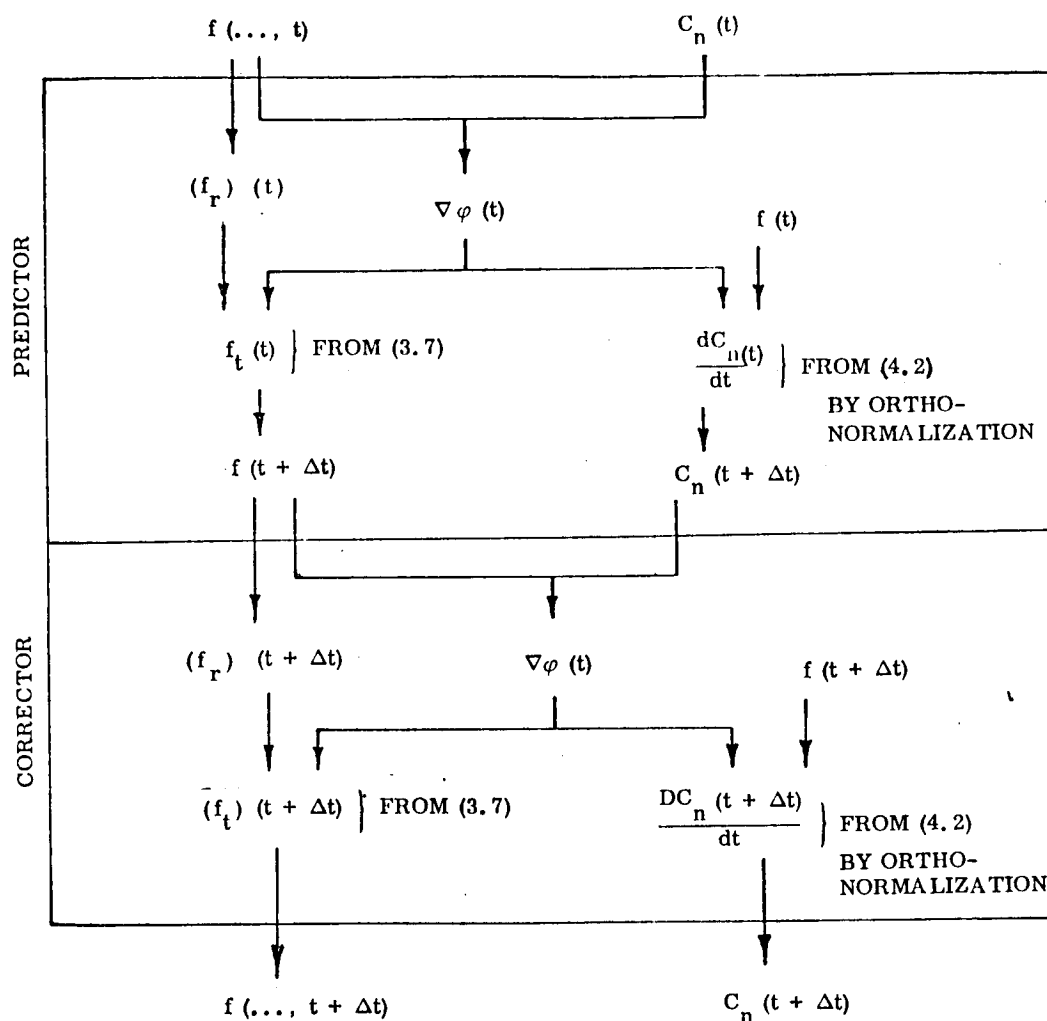 f (..., t)
C_n (t)
PREDICTOR
(f_r) (t)
∇φ (t)
f (t)
f_t (t) } FROM (3.7)
dC_n(t)
dt
} FROM (4.2)
BY ORTHO-
NORMALIZATION
f (t + Δt)
C_n (t + Δt)
CORRECTOR
(f_r) (t + Δt)
∇φ (t)
f (t + Δt)
(f_t) (t + Δt) } FROM (3.7)
DC_n (t + Δt)
dt
} FROM (4.2)
BY ORTHO-
NORMALIZATION
f (..., t + Δt)
C_n (t + Δt)